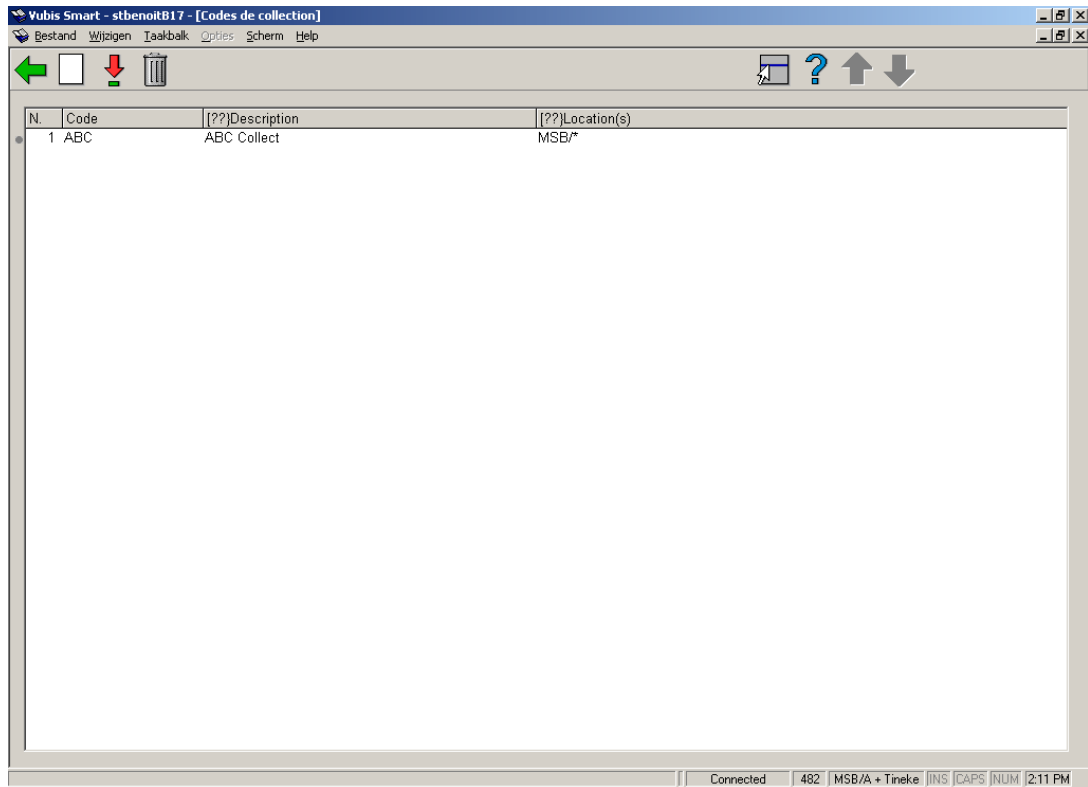 Vubis Smart - stbenoitB17 - [Codes de collection]
Bestand Wijzigen Taakbalk Opties Scherm Help
N. Code [??}Description [??}Location(s)
1 ABC ABC Collect MSB/*
Connected 482 MSB/A + Tineke INS CAPS NUM 2:11 PM